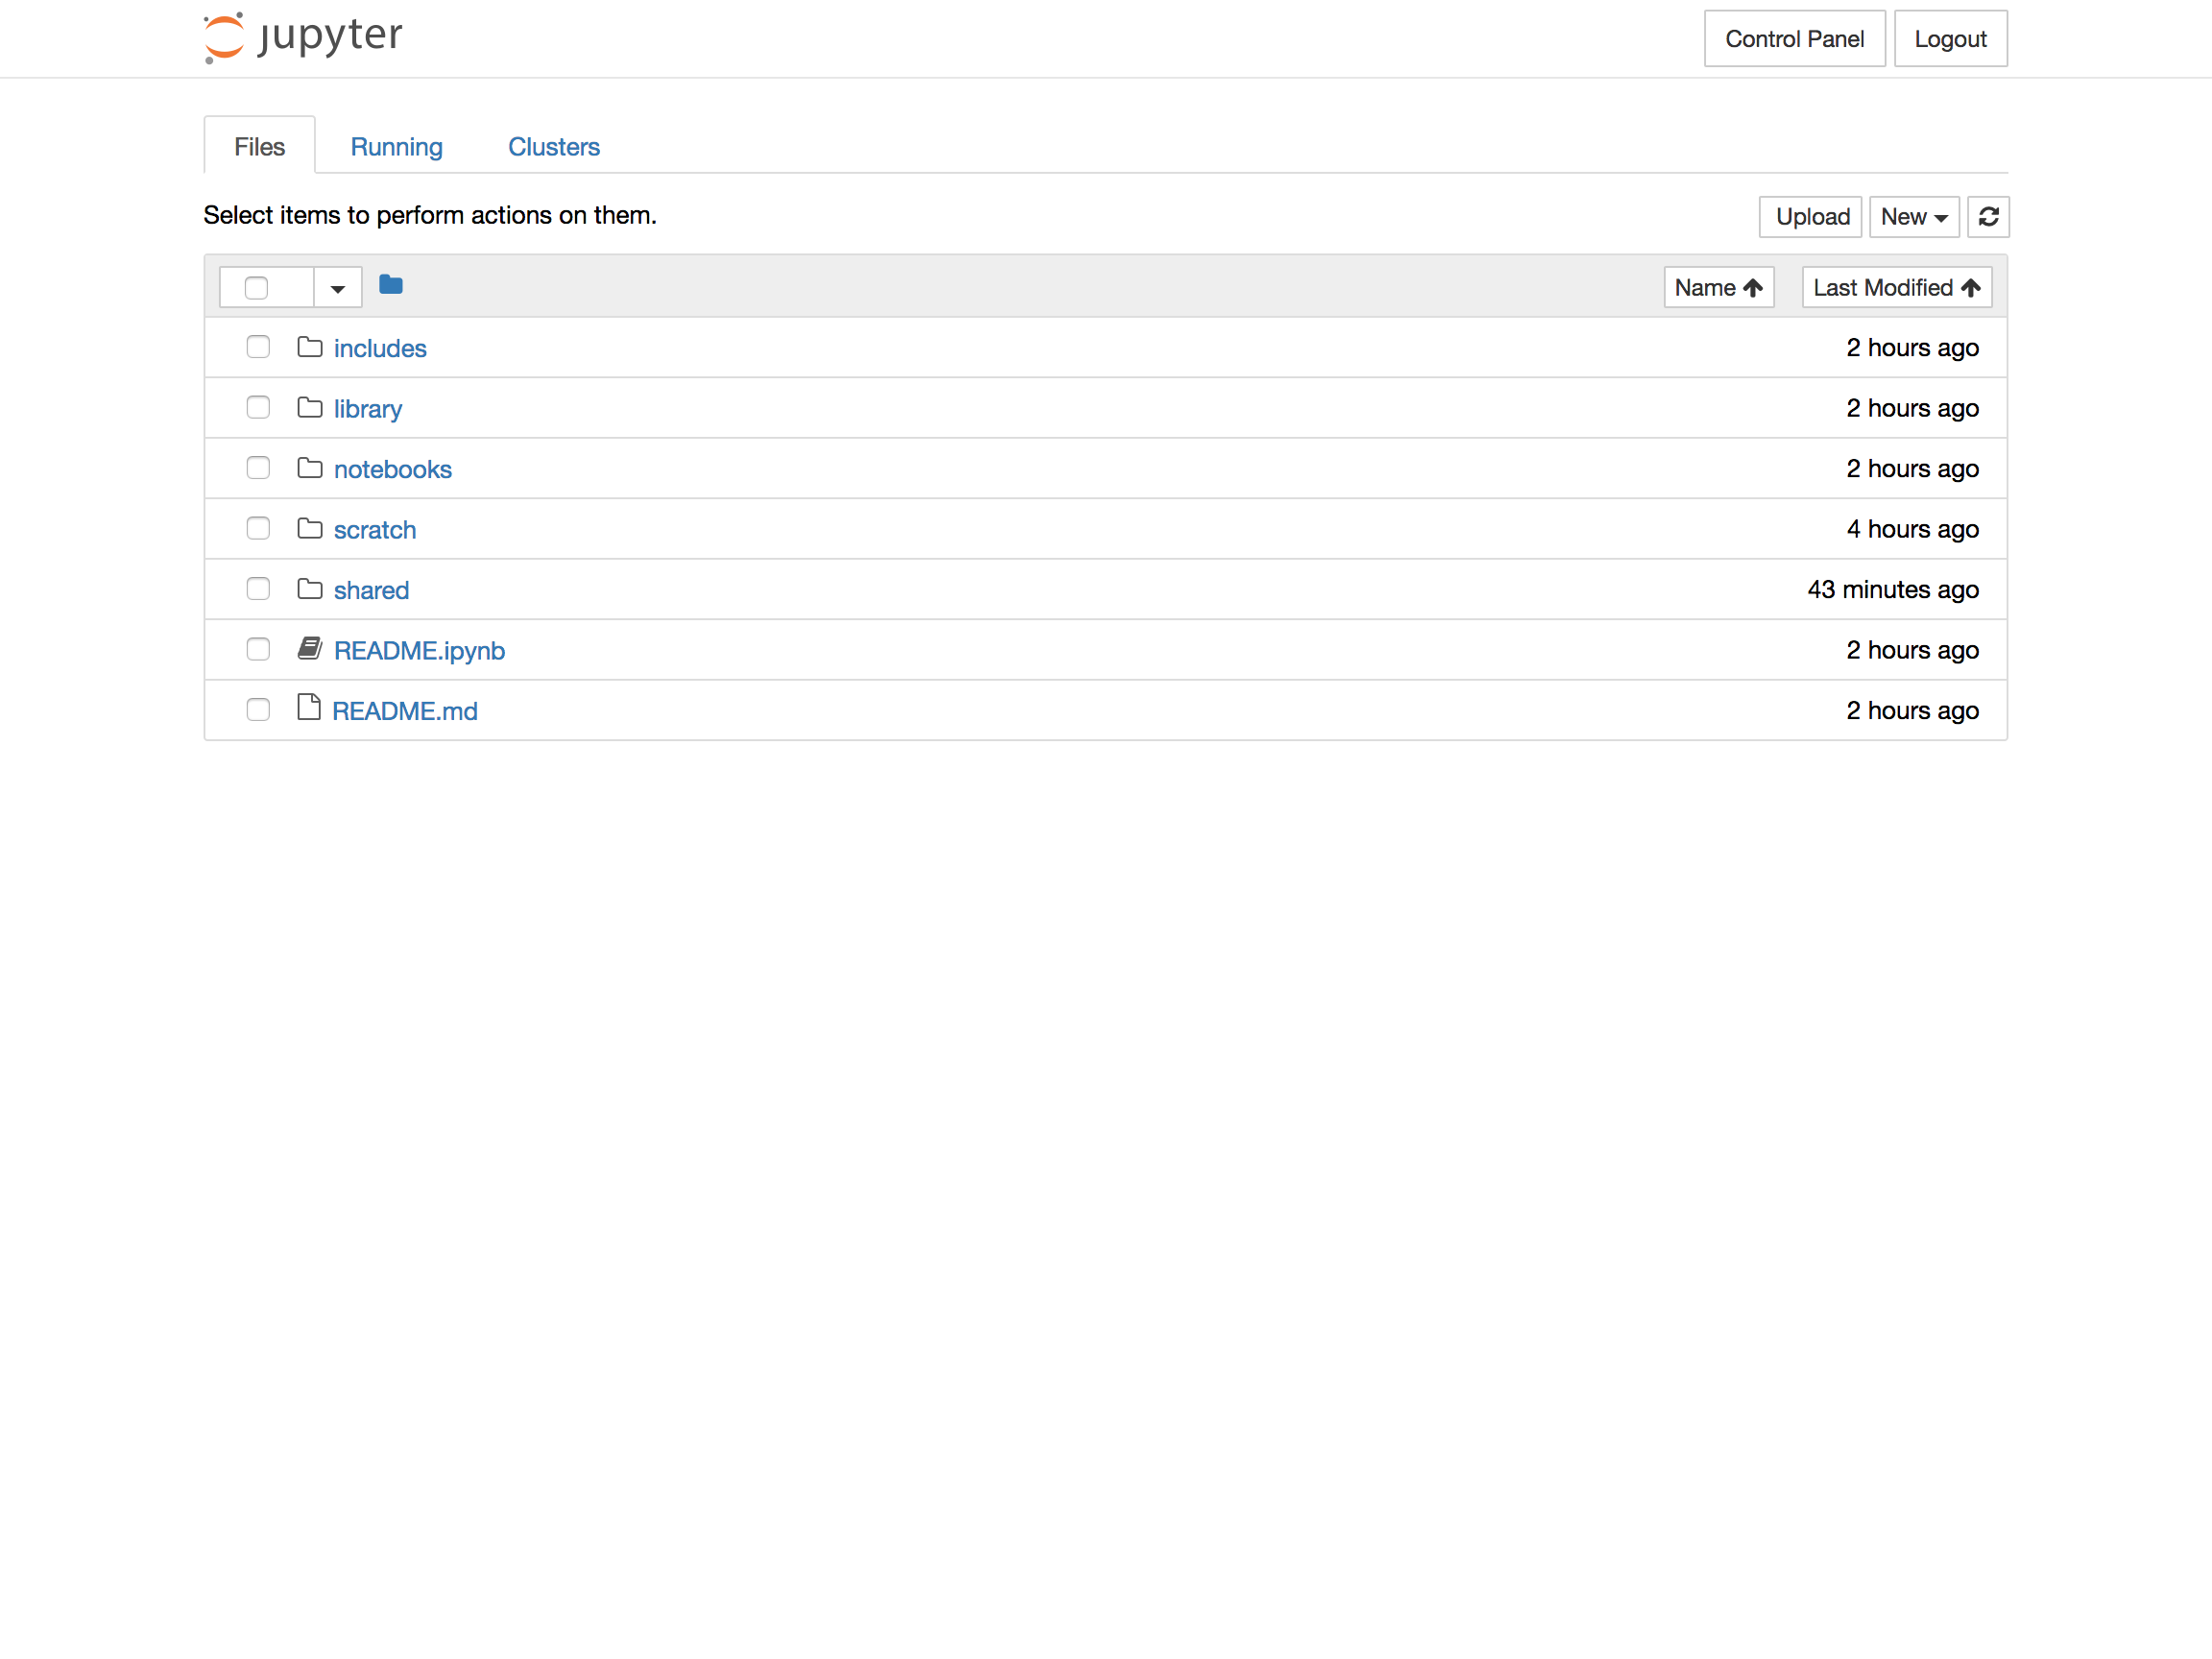 jupyter
Control Panel Logout
Files Running Clusters
Select items to perform actions on them.
Upload New
Name Last Modified
includes 2 hours ago
library 2 hours ago
notebooks 2 hours ago
scratch 4 hours ago
shared 43 minutes ago
README.ipynb 2 hours ago
README.md 2 hours ago